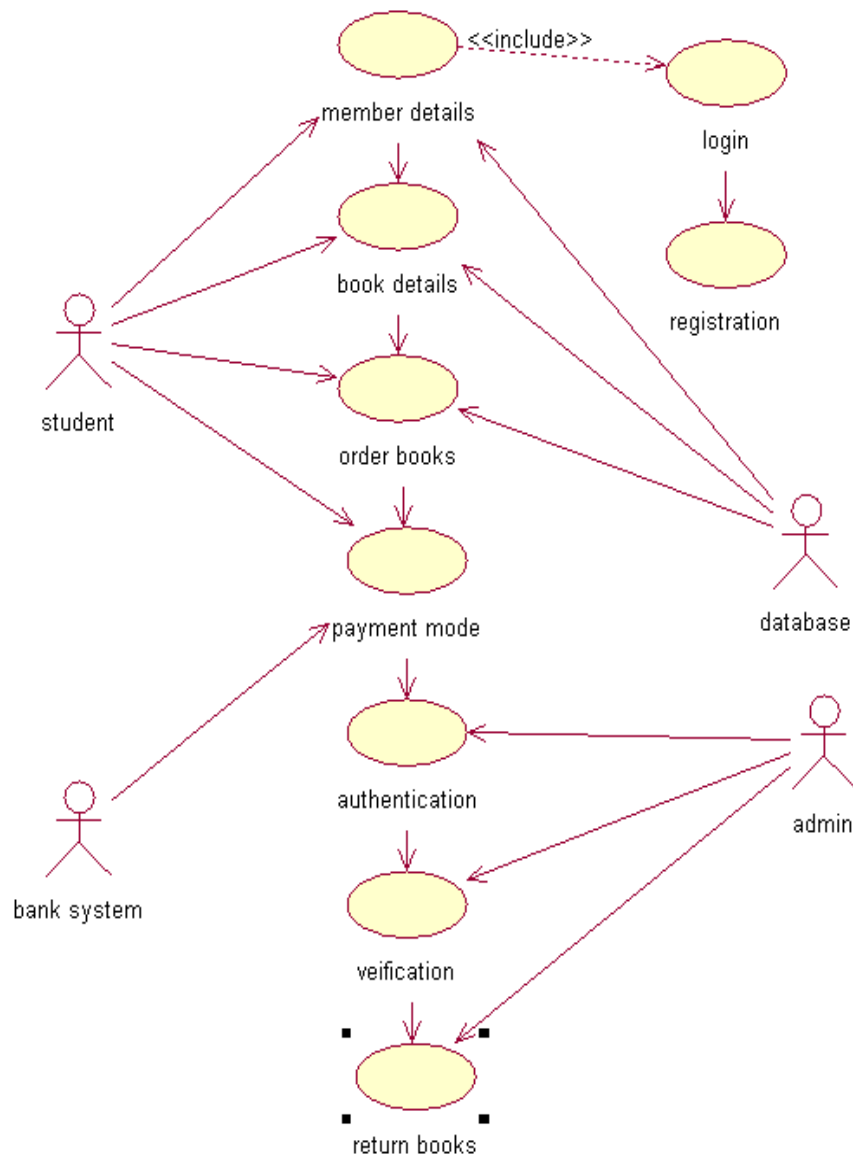 <<include>>
member details
login
book details
registration
student
order books
database
payment mode
authentication
admin
bank system
veification
return books